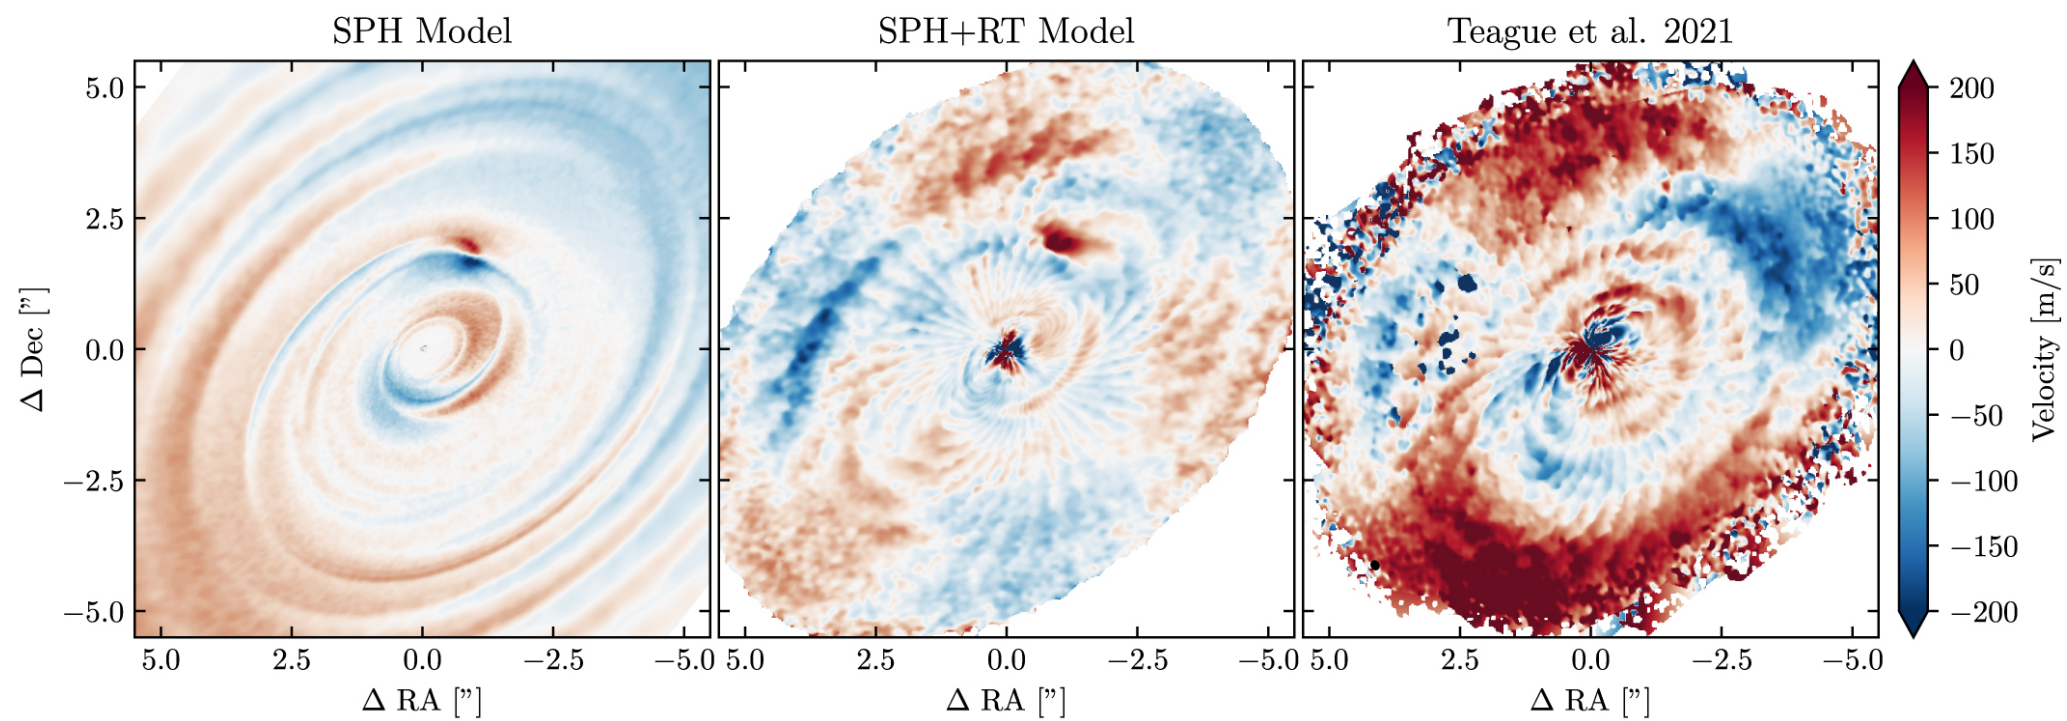 SPH Model
SPH+RT Model
Teague et al. 2021
5.0
2.5
0.0
−2.5
−5.0
Δ Dec [”]
5.0 2.5 0.0 −2.5 −5.0
Δ RA [”]
5.0 2.5 0.0 −2.5 −5.0
Δ RA [”]
5.0 2.5 0.0 −2.5 −5.0
Δ RA [”]
200
150
100
50
0
−50
−100
−150
−200
Velocity [m/s]